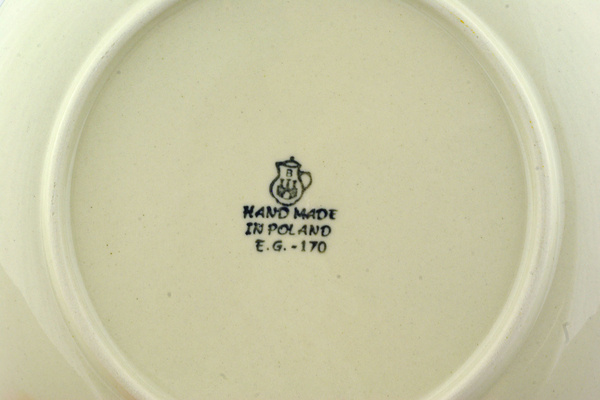 B
HAND MADE
IN POLAND
E.G.-170